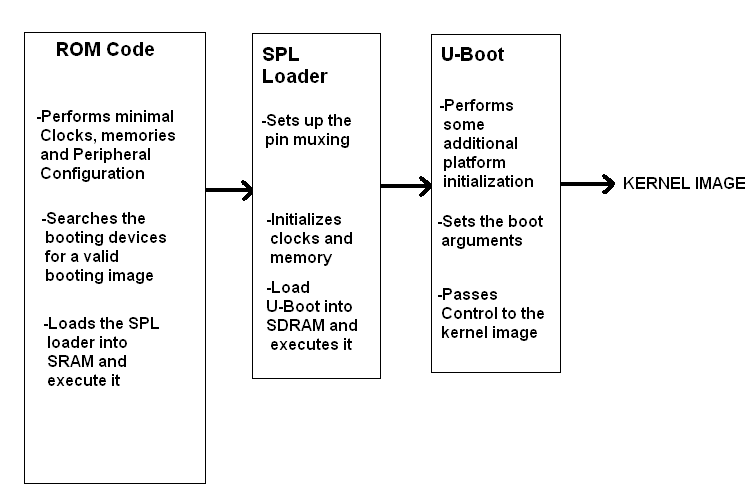 ROM Code
-Performs minimal
Clocks, memories
and Peripheral
Configuration
-Searches the
booting devices
for a valid
booting image
-Loads the SPL
loader into
SRAM and
execute it
SPL
Loader
-Sets up the
pin muxing
-Initializes
clocks and
memory
-Load
U-Boot into
SDRAM and
executes it
U-Boot
-Performs
some
additional
platform
initialization
-Sets the boot
arguments
-Passes
Control to the
kernel image
KERNEL IMAGE